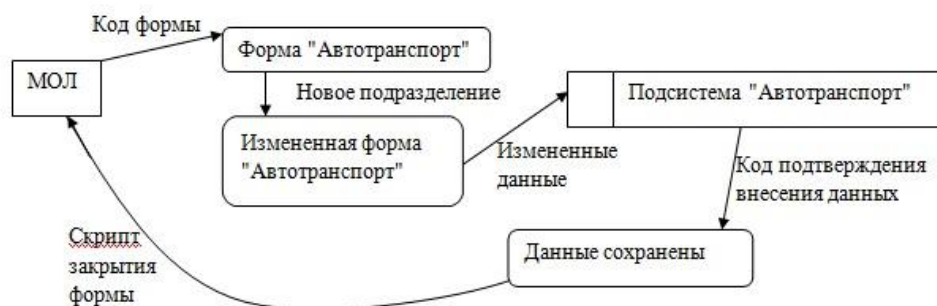 Код формы
Форма "Автотранспорт"
МОЛ
Новое подразделение
Подсистема "Автотранспорт"
Измененная форма
"Автотранспорт"
Измененные
данные
Код подтверждения
внесения данных
Скрипт
закрытия
формы
Данные сохранены